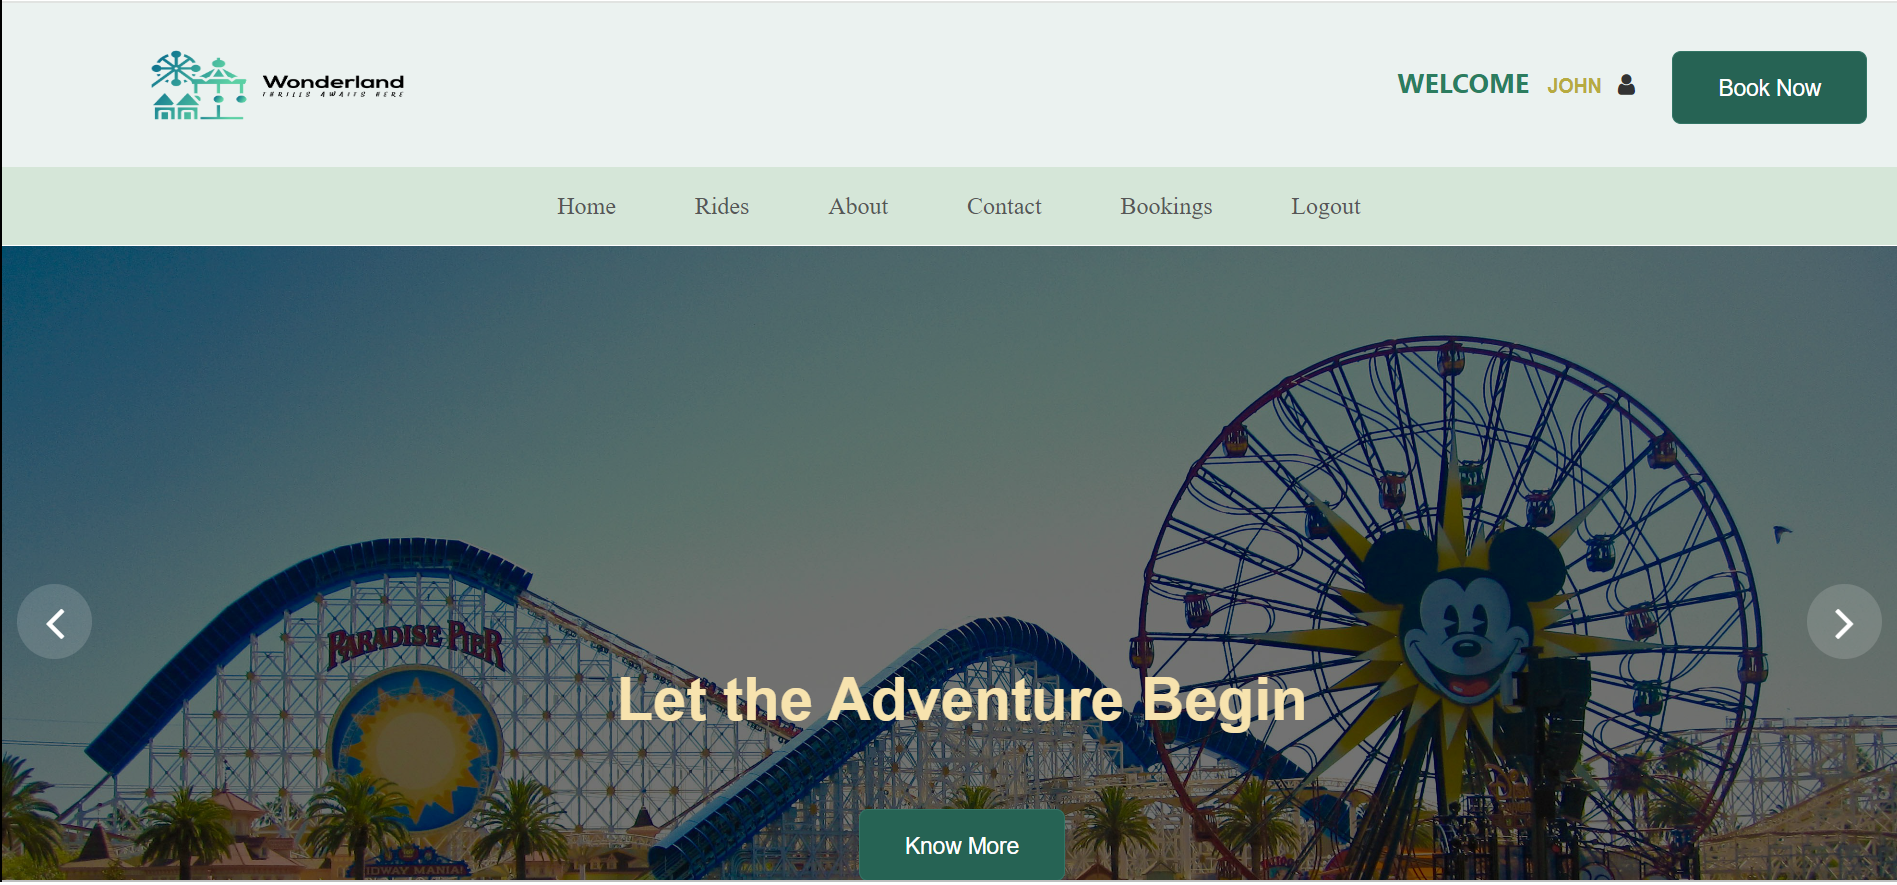 Wonderland
THRILLS AWAITS HERE
WELCOME JOHN
Book Now
Home Rides About Contact Bookings Logout
PARADISE PIER
Let the Adventure Begin
Know More
IDWAY MANIA!